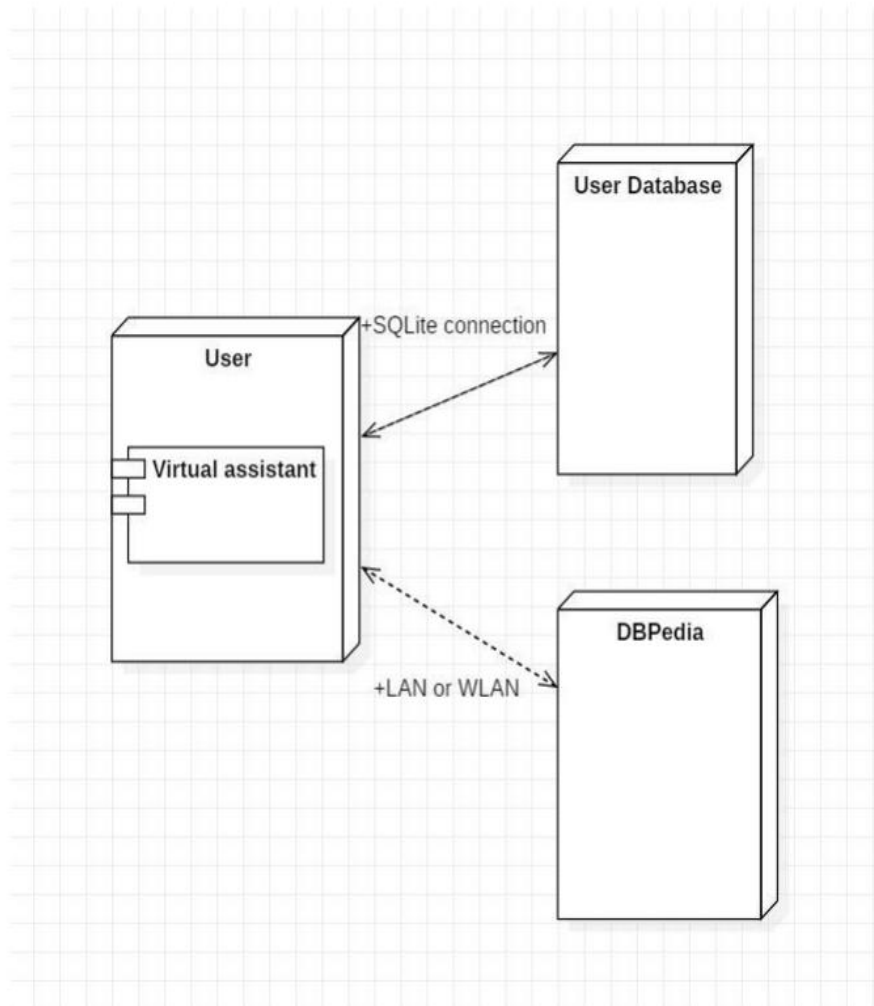 User Database
+SQLite connection
User
Virtual assistant
DBPedia
+LAN or WLAN